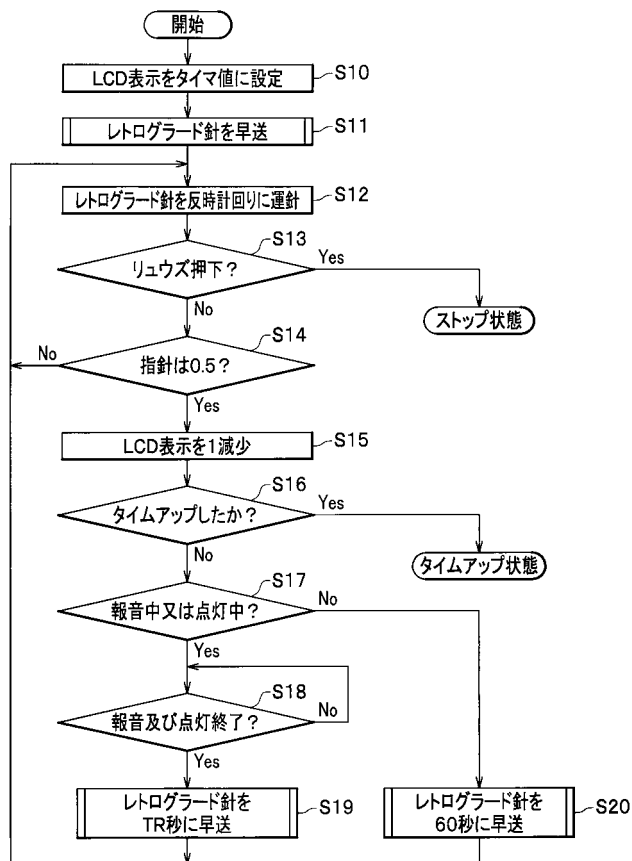 開始
LCD表示をタイマ値に設定
S10
レトログラード針を早送
S11
レトログラード針を反時計回りに運針
S12
リュウズ押下？
S13
Yes
No
ストップ状態
指針は0.5？
S14
No
Yes
LCD表示を1減少
S15
タイムアップしたか？
S16
Yes
No
タイムアップ状態
報音中又は点灯中？
S17
No
Yes
報音及び点灯終了？
S18
No
Yes
レトログラード針を
TR秒に早送
S19
レトログラード針を
60秒に早送
S20